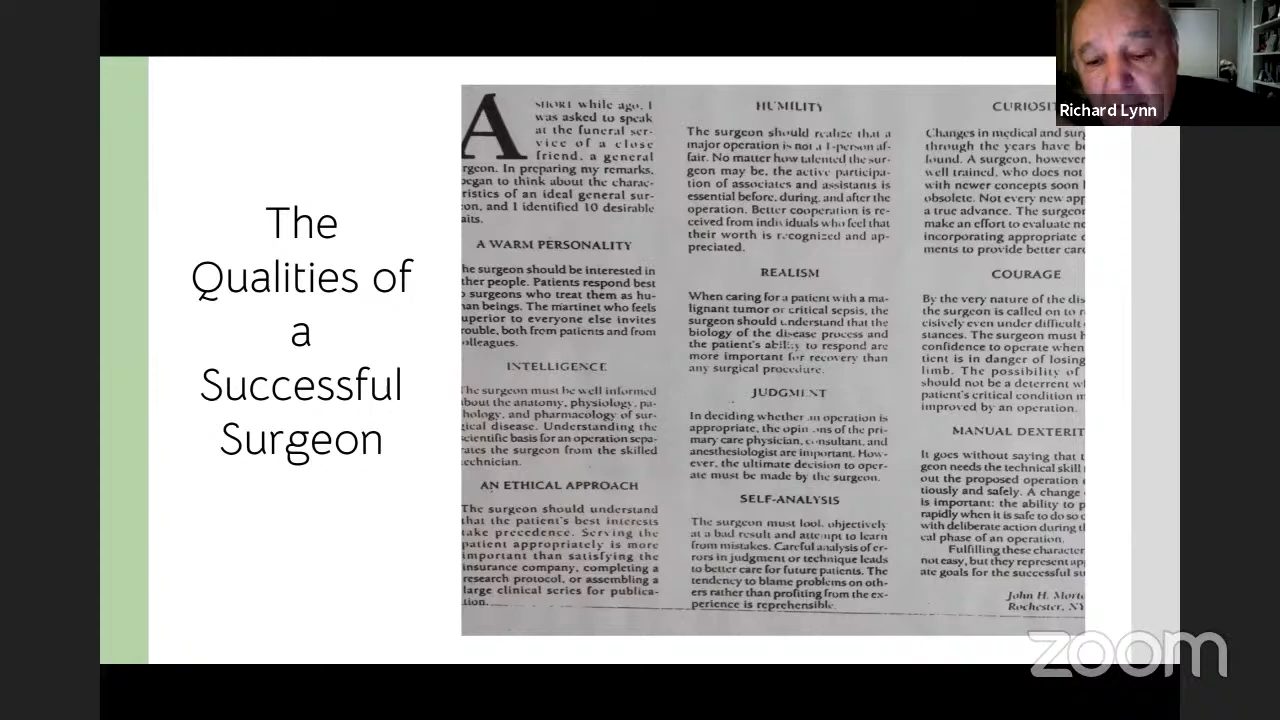 The
Qualities of
a
Successful
Surgeon
A
SHORT while ago, I
was asked to speak
at the funeral ser-
vice of a close
friend, a general
rgeon. In preparing my remarks,
egan to think about the charac-
ristics of an ideal general sur-
on, and I identified 10 desirable
aits.
A WARM PERSONALITY
he surgeon should be interested in
ther people. Patients respond best
o surgeons who treat them as hu-
an beings. The martinet who feels
uperior to everyone else invites
rouble, both from patients and from
olleagues.
INTELLIGENCE
The surgeon must be well informed
about the anatomy, physiology, pa-
hology, and pharmacology of sur-
gical disease. Understanding the
scientific basis for an operation sepa-
rates the surgeon from the skilled
echnician.
AN ETHICAL APPROACH
The surgeon should understand
that the patient's best interests
take precedence. Serving the
patient appropriately is more
important than satisfying the
insurance company, completing a
research protocol, or assembling a
large clinical series for publica-
tion.
HUMILITY
The surgeon should realize that a
major operation is not a 1-person af-
fair. No matter how talented the sur-
geon may be, the active participa-
tion of associates and assistants is
essential before, during, and after the
operation. Better cooperation is re-
ceived from individuals who feel that
their worth is recognized and ap-
preciated.
REALISM
When caring for a patient with a ma-
lignant tumor or critical sepsis, the
surgeon should understand that the
biology of the disease process and
the patient's ability to respond are
more important for recovery than
any surgical procedure.
JUDGMENT
In deciding whether an operation is
appropriate, the opinions of the pri-
mary care physician, consultant, and
anesthesiologist are important. How-
ever, the ultimate decision to oper-
ate must be made by the surgeon.
SELF-ANALYSIS
The surgeon must look objectively
at a bad result and attempt to learn
from mistakes. Careful analysis of er-
rors in judgment or technique leads
to better care for future patients. The
tendency to blame problems on oth-
ers rather than profiting from the ex-
perience is reprehensible.
CURIOSIT
Changes in medical and surg
through the years have be
found. A surgeon, however
well trained, who does not
with newer concepts soon
obsolete. Not every new app
a true advance. The surgeon
make an effort to evaluate ne
incorporating appropriate
ments to provide better care
COURAGE
By the very nature of the dis
the surgeon is called on to r
cisively even under difficult
stances. The surgeon must h
confidence to operate when
tient is in danger of losing
limb. The possibility of
should not be a deterrent wh
patient's critical condition m
improved by an operation.
MANUAL DEXTERIT
It goes without saying that t
geon needs the technical skill
out the proposed operation
tiously and safely. A change
is important: the ability to p
rapidly when it is safe to do so
with deliberate action during th
cal phase of an operation.
Fulfilling these character
not easy, but they represent app
ate goals for the successful su
John H. Morto
Rochester, NY
Richard Lynn
zoom